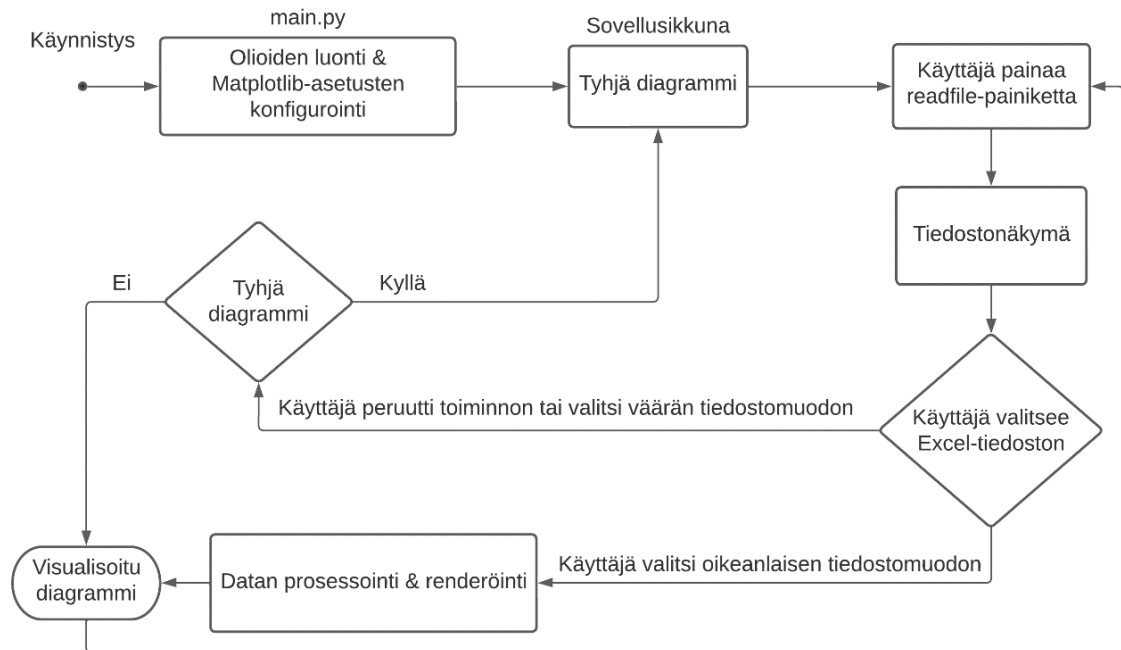 main.py
Käynnistys
Olioiden luonti &
Matplotlib-asetusten
konfigurointi
Sovellusikkuna
Tyhjä diagrammi
Käyttäjä painaa
readfile-painiketta
Tiedostonäkymä
Ei
Tyhjä
diagrammi
Kyllä
Käyttäjä peruutti toiminnon tai valitsi väärän tiedostomuodon
Käyttäjä valitsee
Excel-tiedoston
Käyttäjä valitsi oikeanlaisen tiedostomuodon
Datan prosessointi & renderöinti
Visualisoitu
diagrammi